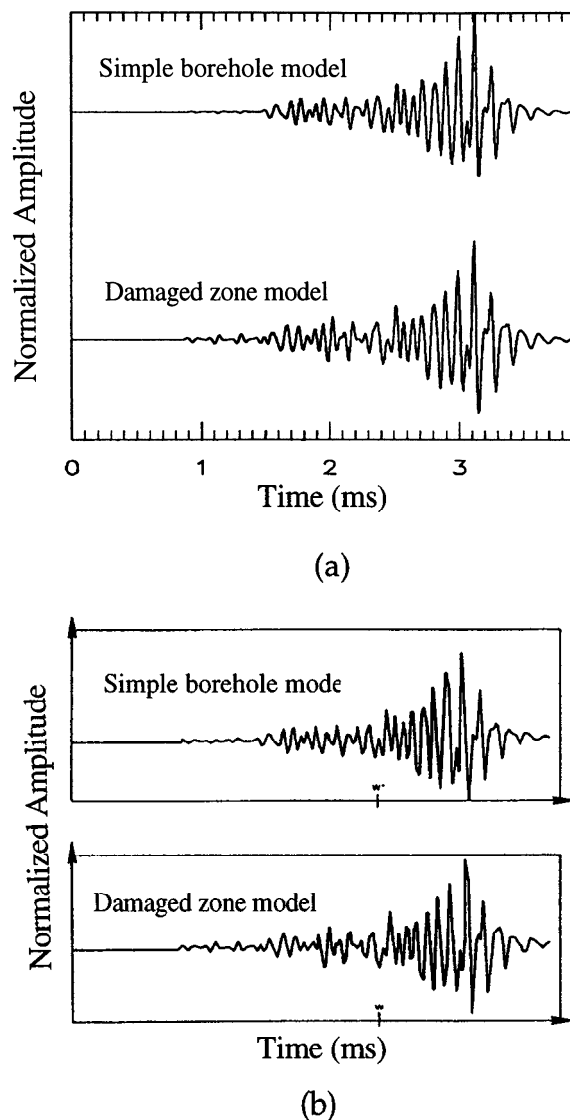 Simple borehole model
Damaged zone model
Normalized Amplitude
0 1 2 3
Time (ms)
(a)
Simple borehole mode
w
Damaged zone model
w
Normalized Amplitude
Time (ms)
(b)